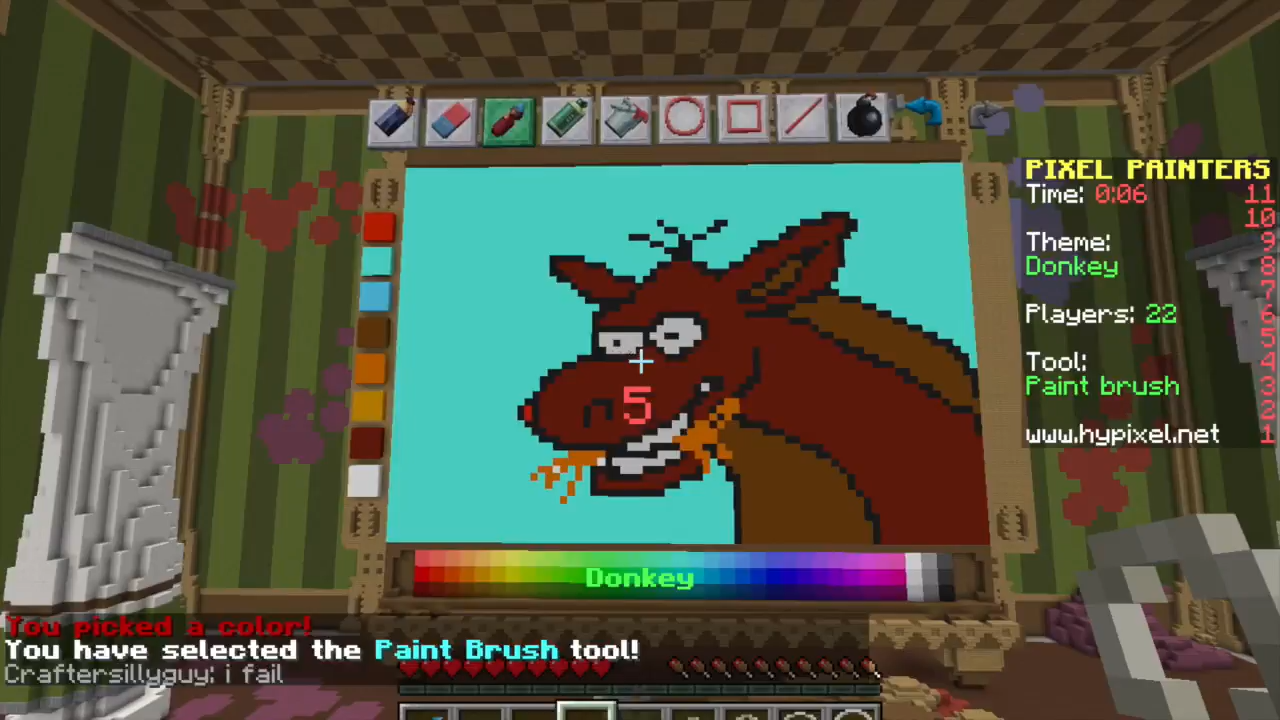 PIXEL PAINTERS
Time: 0:06 11
10
Theme: 9
Donkey 8
7
Players: 22 6
5
Tool: 4
Paint brush 3
2
www.hypixel.net 1
5
Donkey
You picked a color!
You have selected the Paint Brush tool!
Craftersillyguy: i fail